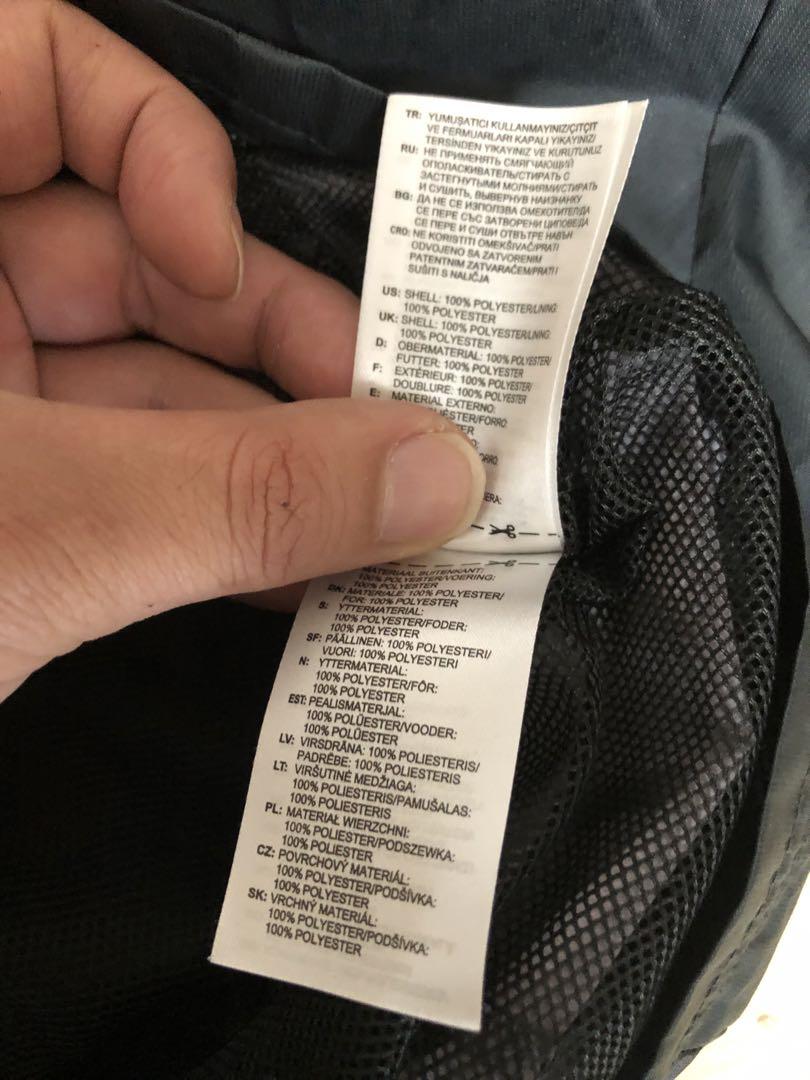 TR: YUMUŞATICI KULLANMAYINIZ/ÇITÇIT
VE FERMUARLARI KAPALI YIKAYINIZ/
TERSİNDEN YIKAYINIZ VE KURUTUNUZ
RU: НЕ ПРИМЕНЯТЬ СМЯГЧАЮЩИЙ
ОПОЛАСКИВАТЕЛЬ/СТИРАТЬ С
ЗАСТЕГНУТЫМИ МОЛНИЯМИ/СТИРАТЬ
И СУШИТЬ, ВЫВЕРНУВ НАИЗНАНКУ
BG: ДА НЕ СЕ ИЗПОЛЗВА ОМЕКОТИТЕЛ/ДА
СЕ ПЕРЕ СЪС ЗАТВОРЕНИ ЦИПОВЕ/ДА
СЕ ПЕРЕ И СУШИ ОТВЪТРЕ НАВЪН
CRO: NE KORISTITI OMEKŠIVAČ/PRATI
ODVOJENO SA ZATVORENIM
PATENTNIM ZATVARAČEM/PRATI I
SUŠITI S NALIČJA
US: SHELL: 100% POLYESTER/LINING:
100% POLYESTER
UK: SHELL: 100% POLYESTER/LINING:
100% POLYESTER
D: OBERMATERIAL: 100% POLYESTER/
FUTTER: 100% POLYESTER
F: EXTÉRIEUR: 100% POLYESTER/
DOUBLURE: 100% POLYESTER
E: MATERIAL EXTERNO:
/FORRO:
MATERIAAL BUITENKANT:
100% POLYESTER/VOERING:
100% POLYESTER
DK: MATERIALE: 100% POLYESTER/
FOR: 100% POLYESTER
S: YTTERMATERIAL:
100% POLYESTER/FODER:
100% POLYESTER
SF: PÄÄLLINEN: 100% POLYESTERI/
VUORI: 100% POLYESTERI
N: YTTERMATERIAL:
100% POLYESTER/FÔR:
100% POLYESTER
EST: PEALISMATERJAL:
100% POLÜESTER/VOODER:
100% POLÜESTER
LV: VIRSDRĀNA: 100% POLIESTERIS/
PADRĒBE: 100% POLIESTERIS
LT: VIRŠUTINĖ MEDŽIAGA:
100% POLIESTERIS/PAMUŠALAS:
100% POLIESTERIS
PL: MATERIAŁ WIERZCHNI:
100% POLIESTER/PODSZEWKA:
100% POLIESTER
CZ: POVRCHOVÝ MATERIÁL:
100% POLYESTER/PODŠÍVKA:
100% POLYESTER
SK: VRCHNÝ MATERIÁL:
100% POLYESTER/PODŠÍVKA:
100% POLYESTER